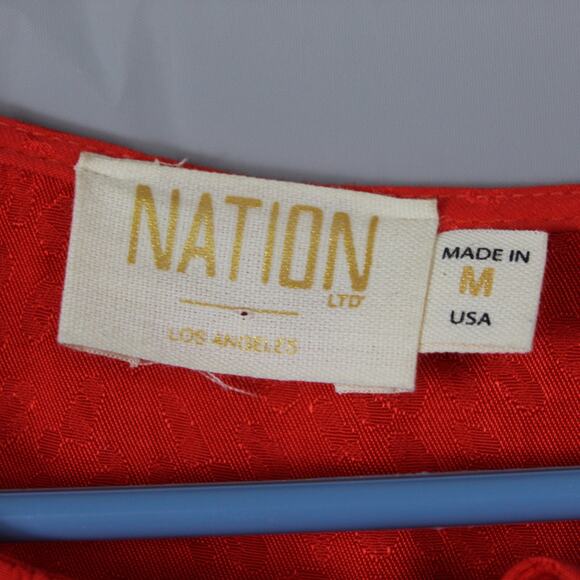 NATION
LTD
LOS ANGELES
MADE IN
M
USA